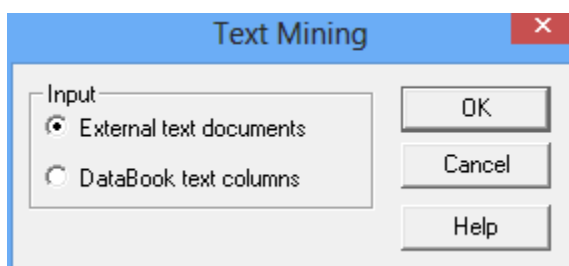 Text Mining
Input
External text documents
DataBook text columns
OK
Cancel
Help